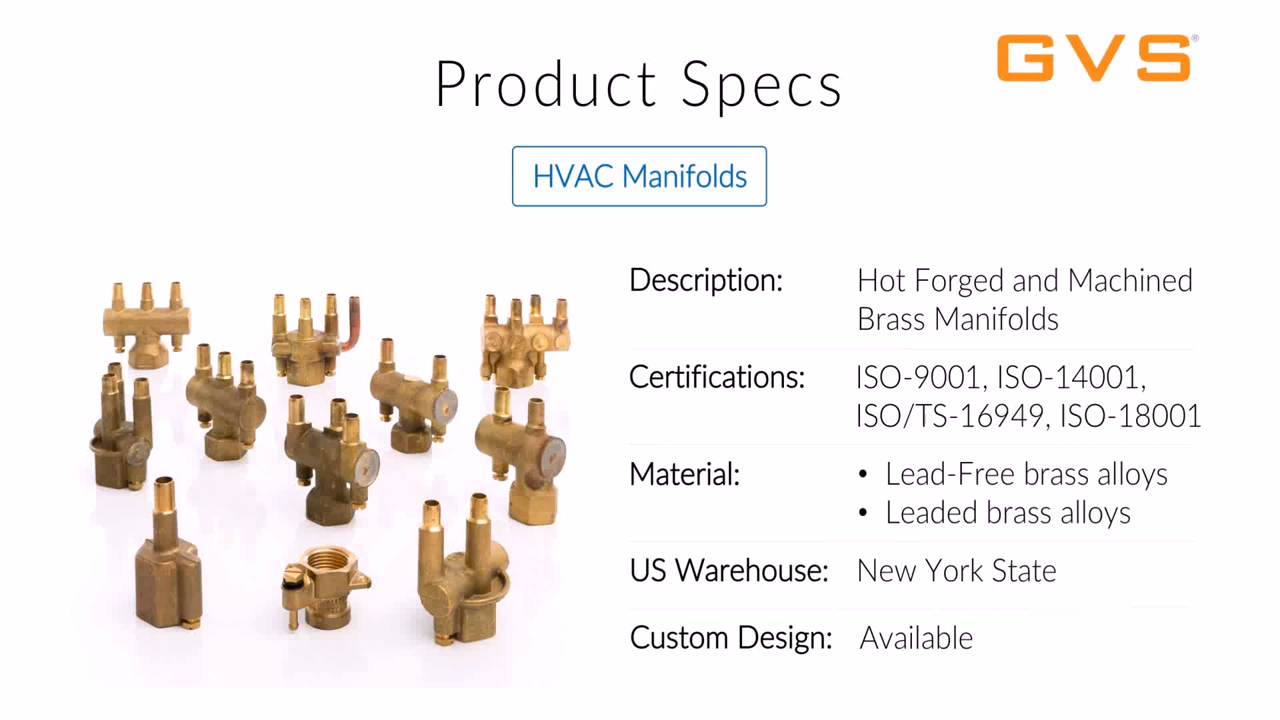 GVS®
Product Specs
HVAC Manifolds
Description: Hot Forged and Machined
Brass Manifolds
Certifications: ISO-9001, ISO-14001,
ISO/TS-16949, ISO-18001
Material: • Lead-Free brass alloys
• Leaded brass alloys
US Warehouse: New York State
Custom Design: Available